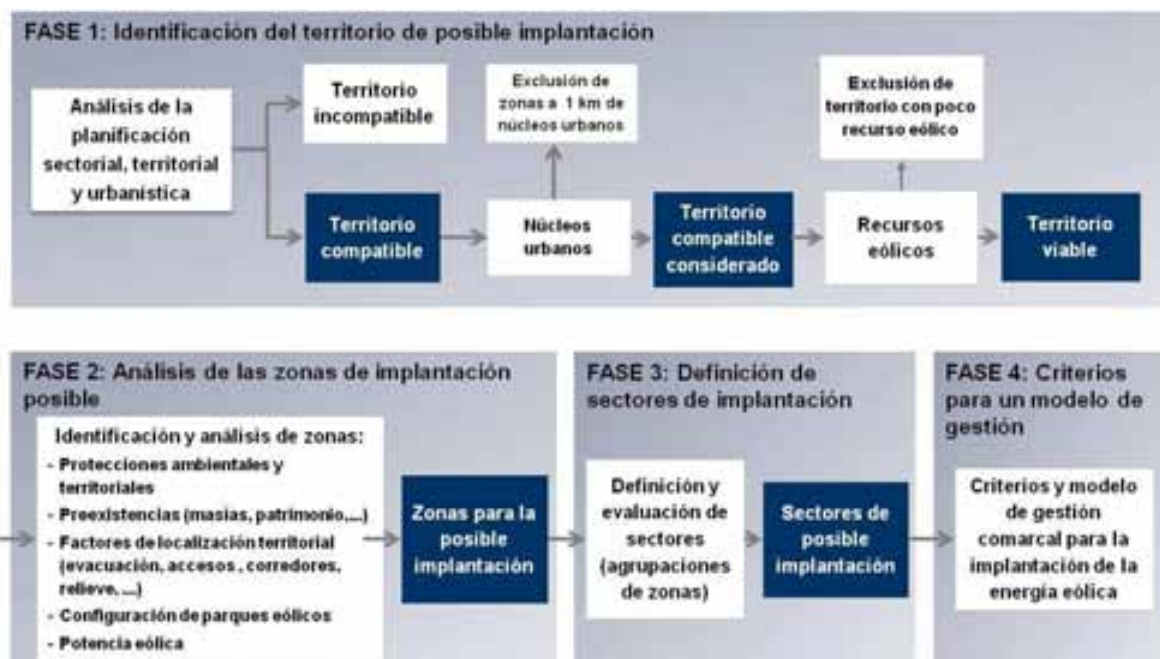 FASE 1: Identificación del territorio de posible implantación
Análisis de la
planificación
sectorial, territorial
y urbanística
Territorio
incompatible
Territorio
compatible
Exclusión de
zonas a 1 km de
núcleos urbanos
Núcleos
urbanos
Territorio
compatible
considerado
Exclusión de
territorio con poco
recurso eólico
Recursos
eólicos
Territorio
viable
FASE 2: Análisis de las zonas de implantación
posible
Identificación y análisis de zonas:
- Protecciones ambientales y
territoriales
- Preexistencias (masías, patrimonio,...)
- Factores de localización territorial
(evacuación, accesos , corredores,
relieve, ...)
- Configuración de parques eólicos
- Potencia eólica
Zonas para la
posible
implantación
FASE 3: Definición de
sectores de implantación
Definición y
evaluación de
sectores
(agrupaciones
de zonas)
Sectores de
posible
implantación
FASE 4: Criterios
para un modelo de
gestión
Criterios y modelo
de gestión
comarcal para la
implantación de la
energía eólica